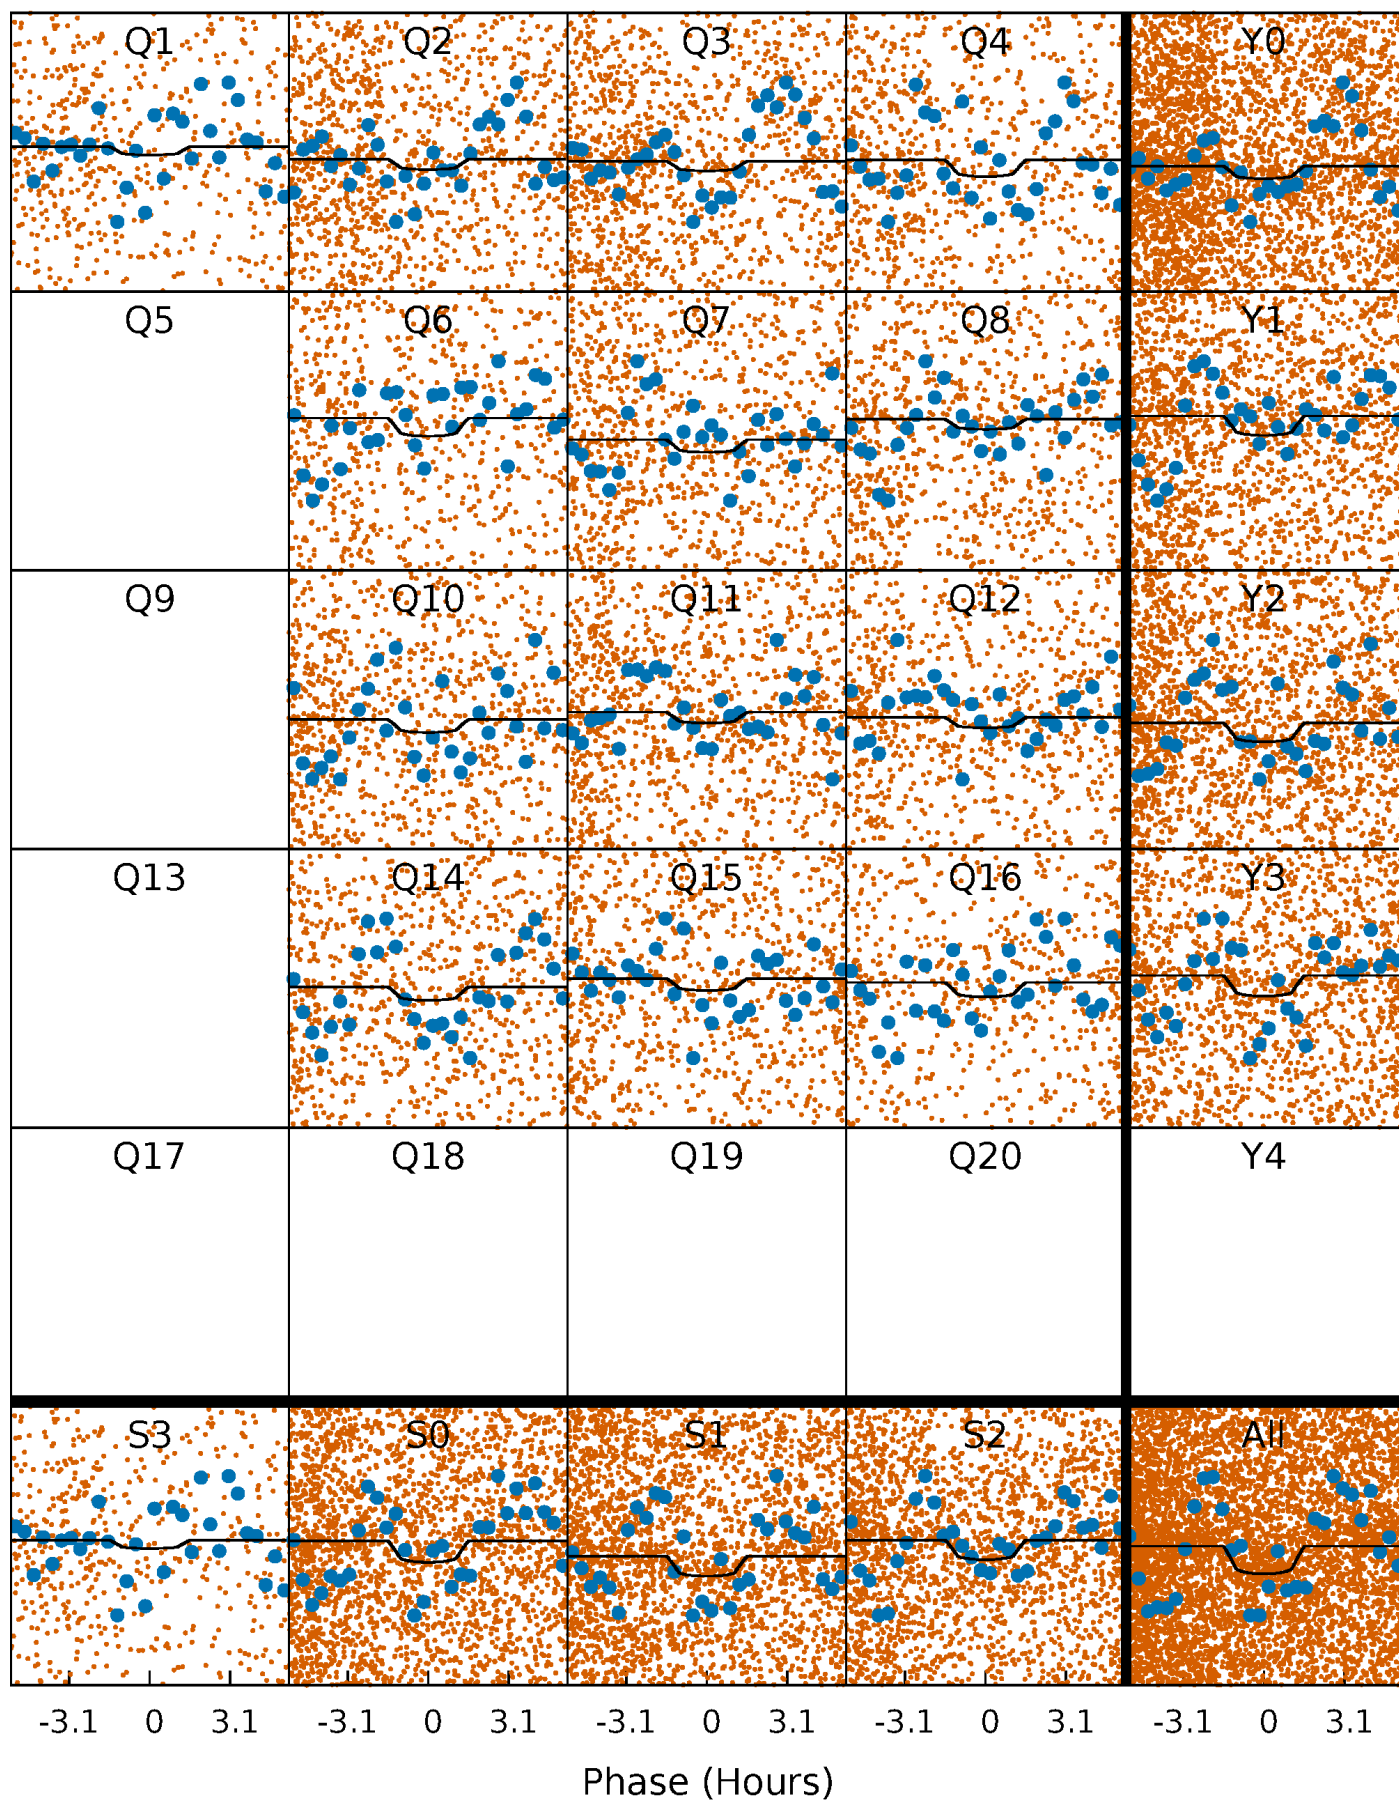 Q1 Q2 Q3 Q4 Y0
Q5 Q6 Q7 Q8 Y1
Q9 Q10 Q11 Q12 Y2
Q13 Q14 Q15 Q16 Y3
Q17 Q18 Q19 Q20 Y4
S3 S0 S1 S2 All
-3.1 0 3.1 -3.1 0 3.1 -3.1 0 3.1 -3.1 0 3.1 -3.1 0 3.1
Phase (Hours)